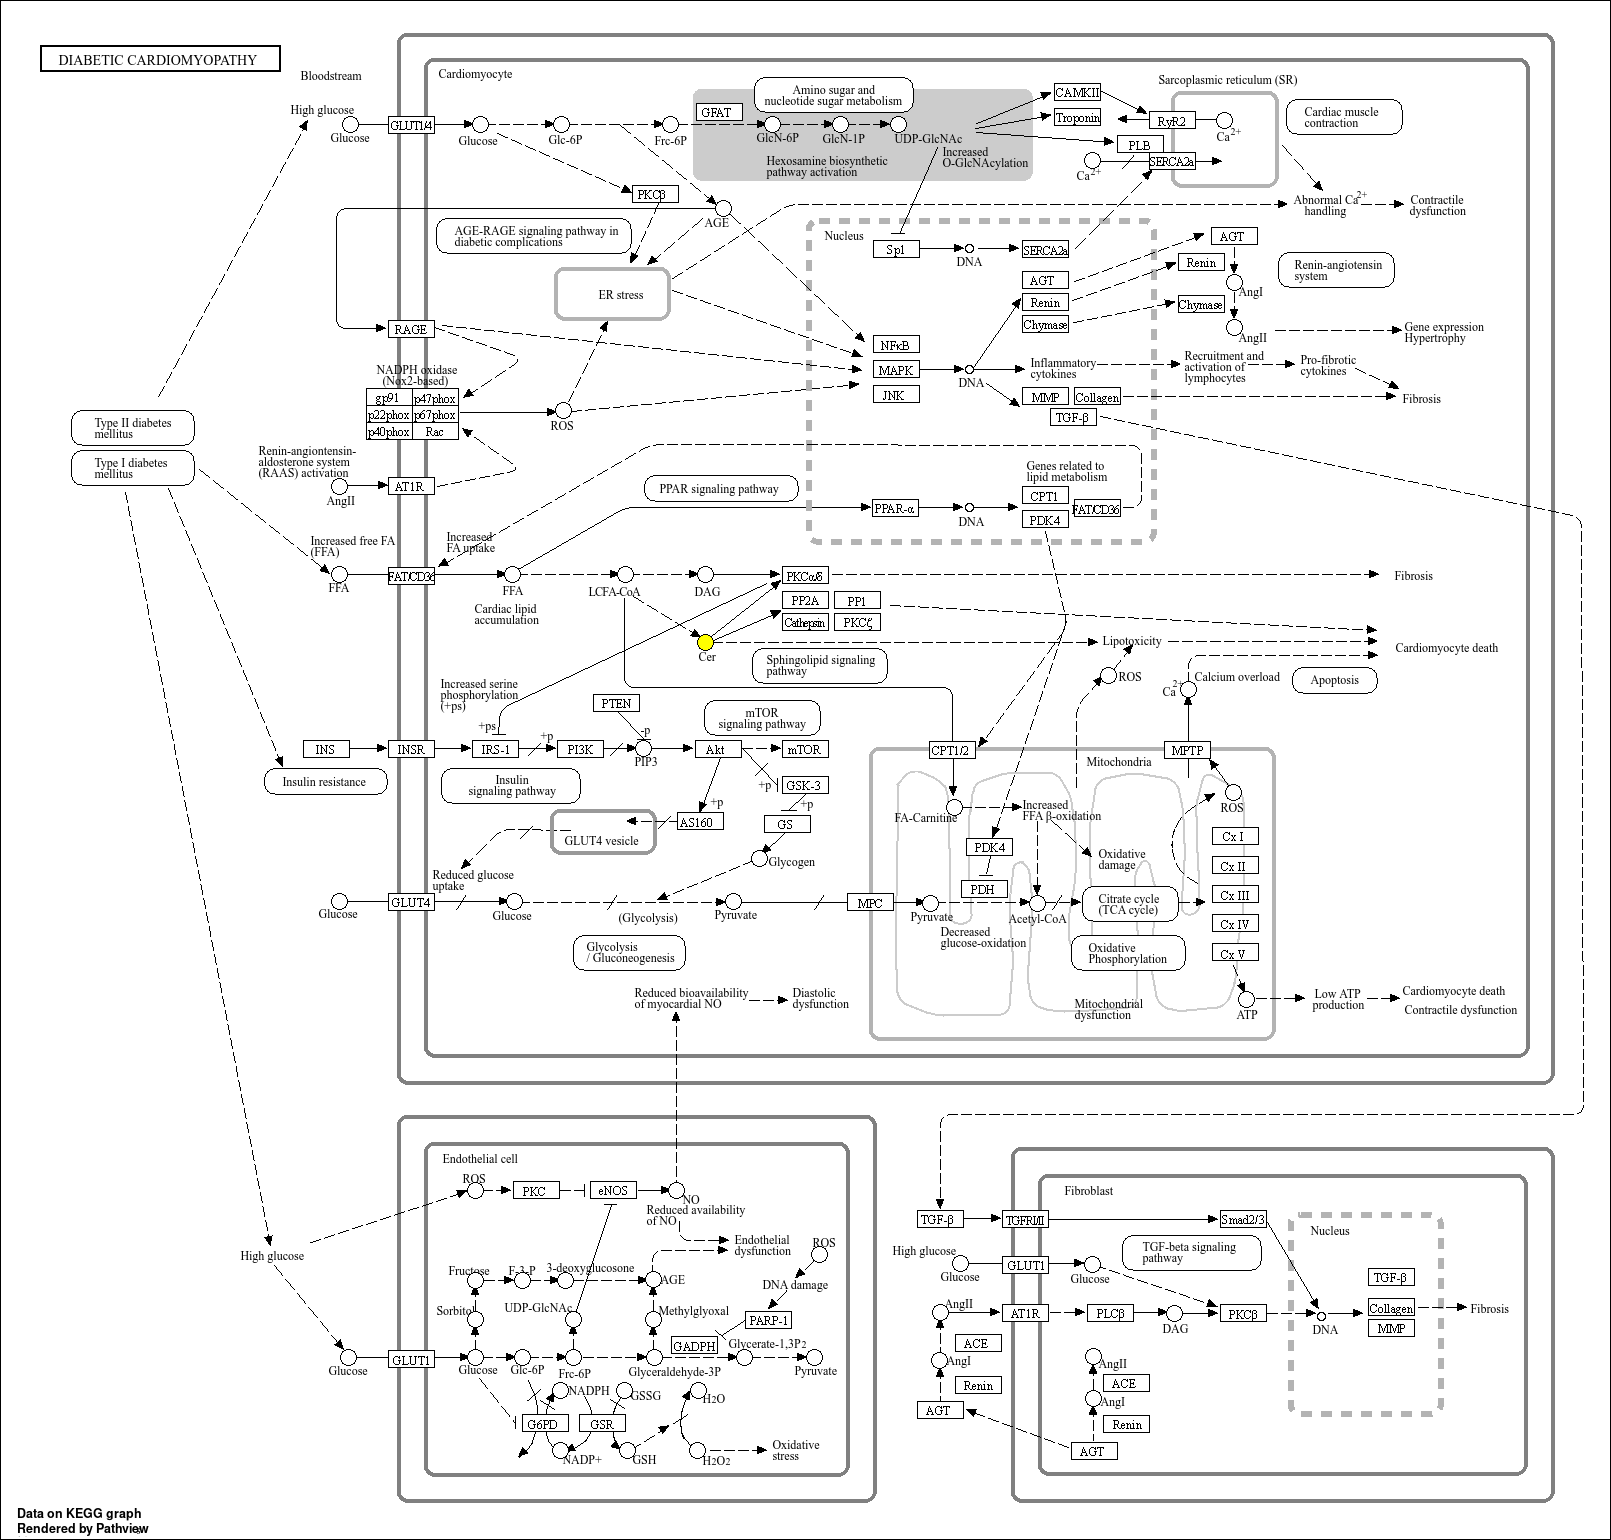 DIABETIC CARDIOMYOPATHY
Bloodstream
Cardiomyocyte
Sarcoplasmic reticulum (SR)
High glucose
Glucose
GLUT1/4
Glucose
Glc-6P
Frc-6P
GFAT
Amino sugar and
nucleotide sugar metabolism
GlcN-6P
GlcN-1P
UDP-GlcNAc
Increased
O-GlcNAcylation
Hexosamine biosynthetic
pathway activation
CAMKII
Troponin
PLB
RyR2
SERCA2a
Ca2+
Ca2+
Cardiac muscle
contraction
Abnormal Ca2+
handling
Contractile
dysfunction
PKCβ
AGE
AGE-RAGE signaling pathway in
diabetic complications
ER stress
Nucleus
Sp1
DNA
SERCA2a
AGT
Renin
Chymase
AGT
Renin
Chymase
AngI
AngII
Renin-angiotensin
system
Gene expression
Hypertrophy
RAGE
NFκB
MAPK
JNK
DNA
Inflammatory
cytokines
Recruitment and
activation of
lymphocytes
Pro-fibrotic
cytokines
MMP
Collagen
TGF-β
Fibrosis
NADPH oxidase
(Nox2-based)
gp91
p47phox
p22phox
p67phox
p40phox
Rac
ROS
Type II diabetes
mellitus
Type I diabetes
mellitus
Renin-angiotensin-
aldosterone system
(RAAS) activation
AngII
AT1R
PPAR signaling pathway
PPAR-α
DNA
Genes related to
lipid metabolism
CPT1
PDK4
FAT/CD36
Increased free FA
(FFA)
FFA
FAT/CD36
Increased
FA uptake
FFA
Cardiac lipid
accumulation
LCFA-CoA
DAG
PKCα/δ
Fibrosis
PP2A
PP1
Cathepsin
PKCζ
Cer
Sphingolipid signaling
pathway
Lipotoxicity
ROS
Cardiomyocyte death
Ca2+
Calcium overload
Apoptosis
Increased serine
phosphorylation
(+ps)
+ps
INS
INSR
IRS-1
+p
PI3K
PTEN
-p
PIP3
mTOR
signaling pathway
Akt
mTOR
+p
GSK-3
+p
GS
+p
AS160
Insulin resistance
Insulin
signaling pathway
GLUT4 vesicle
Reduced glucose
uptake
Glycogen
Glucose
GLUT4
Glucose
(Glycolysis)
Pyruvate
Glycolysis
/ Gluconeogenesis
MPC
Pyruvate
CPT1/2
MPTP
Mitochondria
FA-Carnitine
Increased
FFA β-oxidation
PDK4
PDH
Oxidative
damage
Acetyl-CoA
Citrate cycle
(TCA cycle)
Decreased
glucose-oxidation
Oxidative
Phosphorylation
ROS
Cx I
Cx II
Cx III
Cx IV
Cx V
ATP
Mitochondrial
dysfunction
Low ATP
production
Cardiomyocyte death
Contractile dysfunction
Reduced bioavailability
of myocardial NO
Diastolic
dysfunction
Endothelial cell
ROS
PKC
eNOS
NO
Reduced availability
of NO
Endothelial
dysfunction
High glucose
Fructose
F-3-P
3-deoxyglucosone
AGE
ROS
DNA damage
Sorbitol
UDP-GlcNAc
Methylglyoxal
PARP-1
GADPH
Glycerate-1,3P2
Glucose
GLUT1
Glucose
Glc-6P
Frc-6P
Glyceraldehyde-3P
Pyruvate
NADPH
GSSG
H2O
G6PD
GSR
NADP+
GSH
H2O2
Oxidative
stress
Fibroblast
TGF-β
TGFRI/II
Smad2/3
Nucleus
High glucose
Glucose
GLUT1
Glucose
TGF-beta signaling
pathway
AngII
AT1R
PLCβ
DAG
PKCβ
DNA
TGF-β
Collagen
MMP
Fibrosis
ACE
AngI
Renin
AGT
AngII
ACE
AngI
Renin
AGT
Data on KEGG graph
Rendered by Pathview